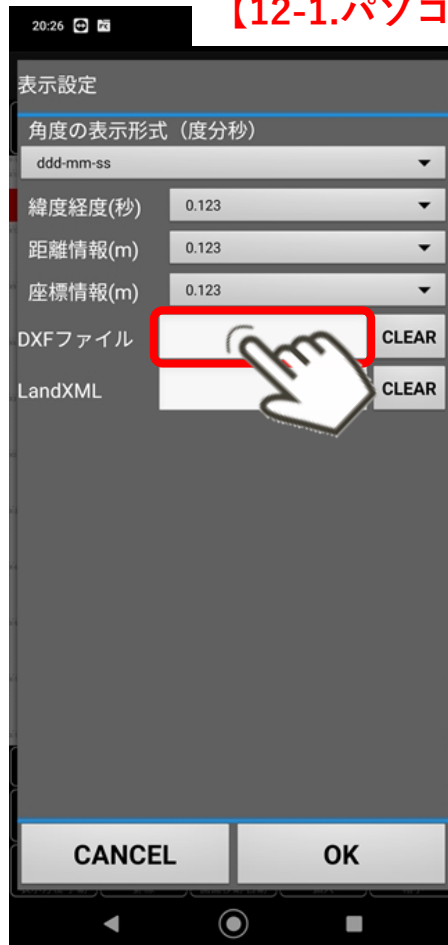 【12-1.パソコ
20:26
表示設定
角度の表示形式（度分秒）
ddd-mm-ss
緯度経度(秒) 0.123
距離情報(m) 0.123
座標情報(m) 0.123
DXFファイル CLEAR
LandXML CLEAR
CANCEL OK